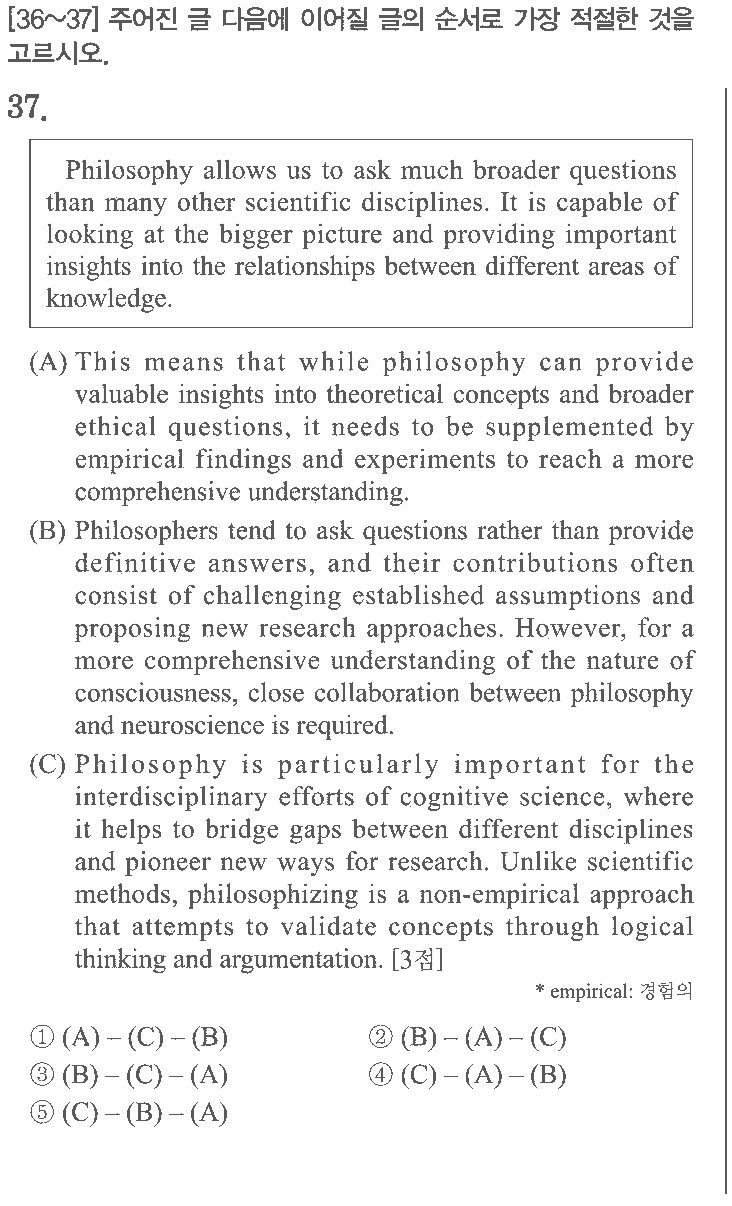 [36～37] 주어진 글 다음에 이어질 글의 순서로 가장 적절한 것을
고르시오.
37.
Philosophy allows us to ask much broader questions
than many other scientific disciplines. It is capable of
looking at the bigger picture and providing important
insights into the relationships between different areas of
knowledge.
(A) This means that while philosophy can provide
valuable insights into theoretical concepts and broader
ethical questions, it needs to be supplemented by
empirical findings and experiments to reach a more
comprehensive understanding.
(B) Philosophers tend to ask questions rather than provide
definitive answers, and their contributions often
consist of challenging established assumptions and
proposing new research approaches. However, for a
more comprehensive understanding of the nature of
consciousness, close collaboration between philosophy
and neuroscience is required.
(C) Philosophy is particularly important for the
interdisciplinary efforts of cognitive science, where
it helps to bridge gaps between different disciplines
and pioneer new ways for research. Unlike scientific
methods, philosophizing is a non-empirical approach
that attempts to validate concepts through logical
thinking and argumentation. [3점]
* empirical: 경험의
① (A) – (C) – (B) ② (B) – (A) – (C)
③ (B) – (C) – (A) ④ (C) – (A) – (B)
⑤ (C) – (B) – (A)